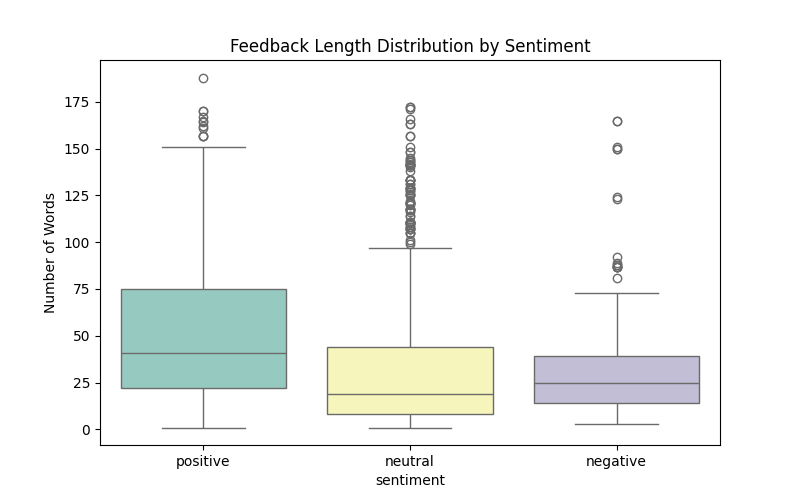 Feedback Length Distribution by Sentiment
Number of Words
175
150
125
100
75
50
25
0
positive neutral negative
sentiment